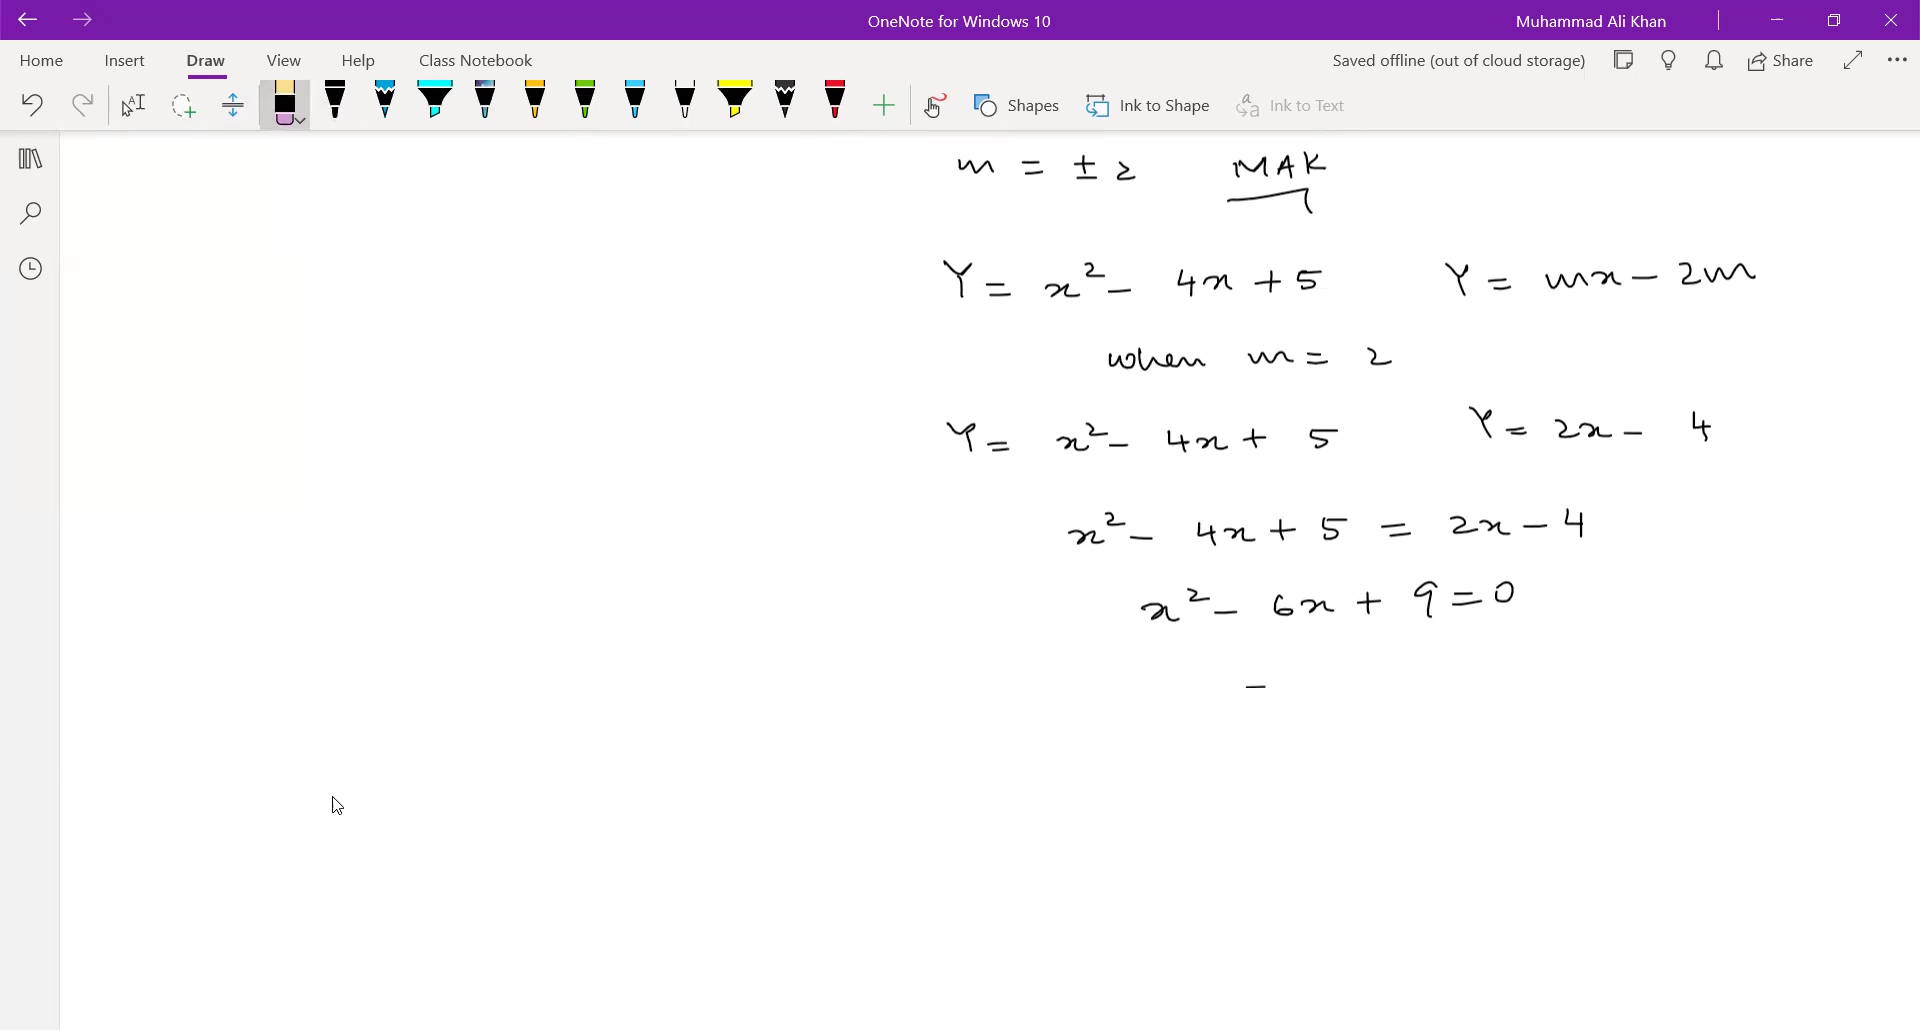 OneNote for Windows 10
Muhammad Ali Khan
Home Insert Draw View Help Class Notebook
Saved offline (out of cloud storage)
Share
Shapes
Ink to Shape
Ink to Text
m = ± 2 MAK
Y = x² - 4x + 5 Y = mx - 2m
when m = 2
Y = x² - 4x + 5 Y = 2x - 4
x² - 4x + 5 = 2x - 4
x² - 6x + 9 = 0
-